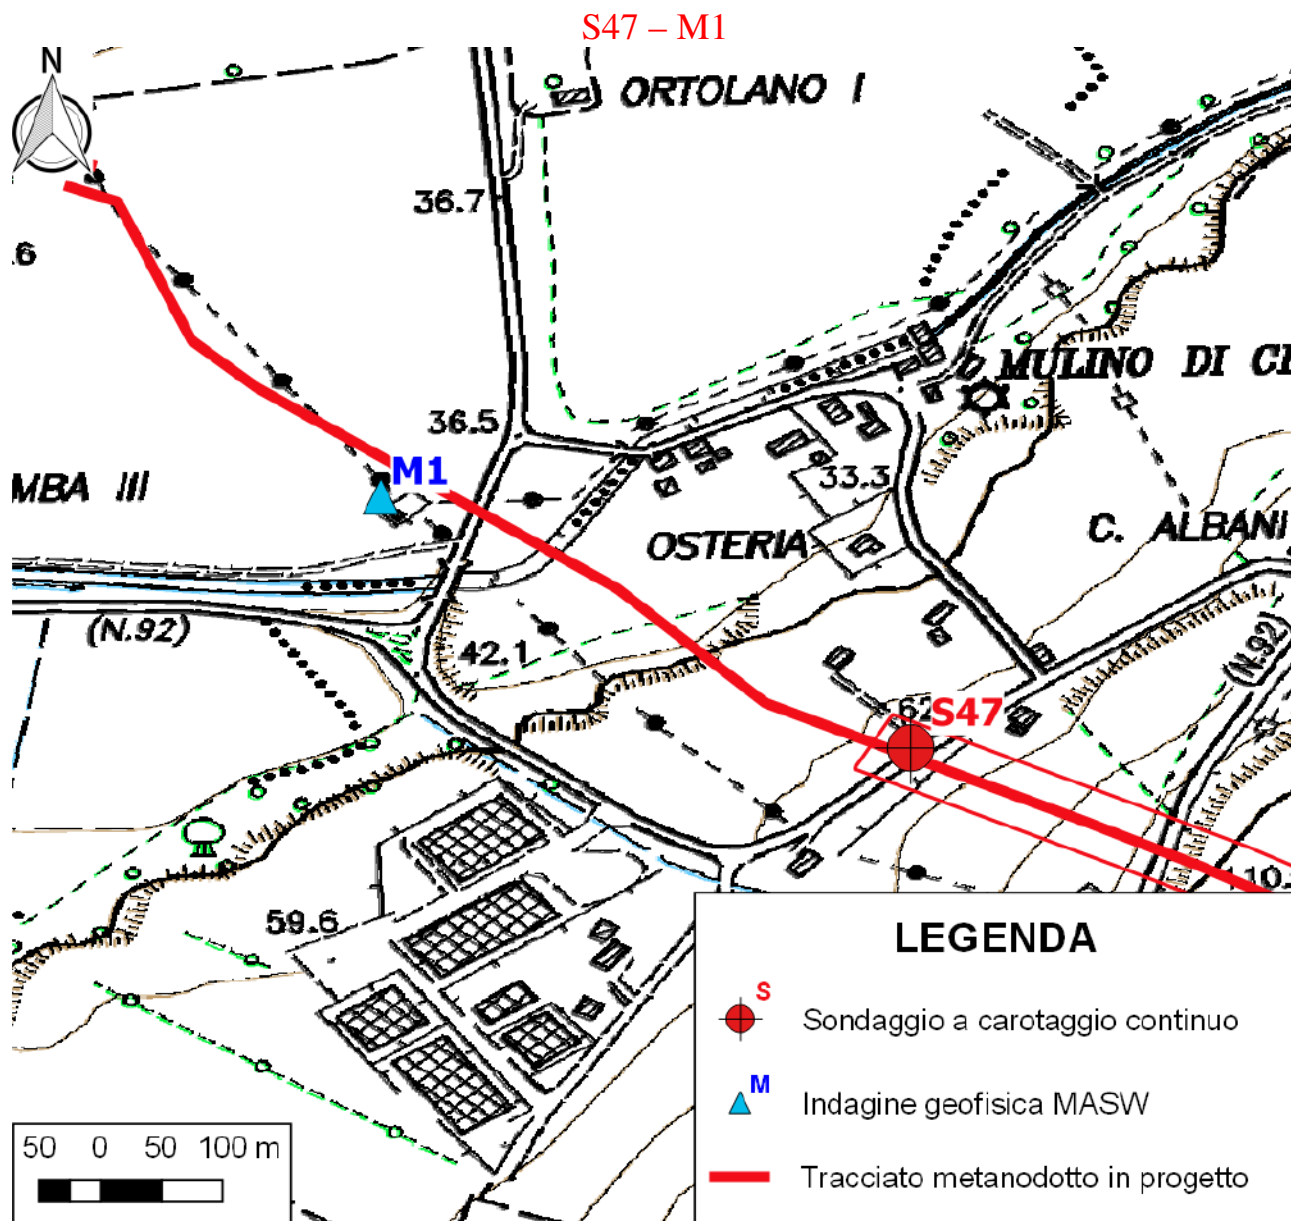 S47 – M1
N
ORTOLANO I
36.7
.6
MULINO DI
36.5
M1
MBA III
33.3
C. ALBANI
OSTERIA
(N.92)
42.1
(N.92)
62
S47
10.
59.6
LEGENDA
S
Sondaggio a carotaggio continuo
M
Indagine geofisica MASW
50 0 50 100 m
Tracciato metanodotto in progetto